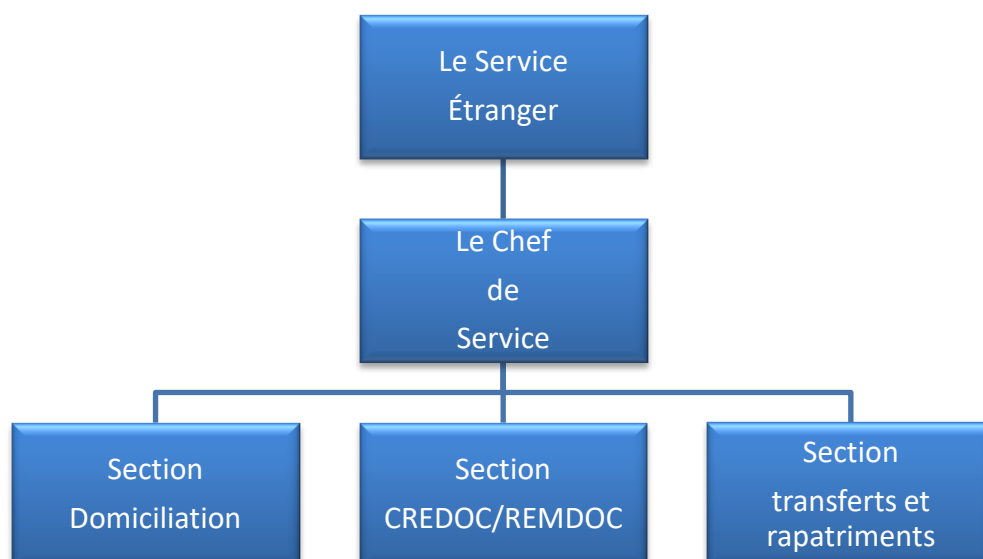 Le Service
Étranger
Le Chef
de
Service
Section
Domiciliation
Section
CREDOC/REMDOC
Section
transferts et
rapatriments